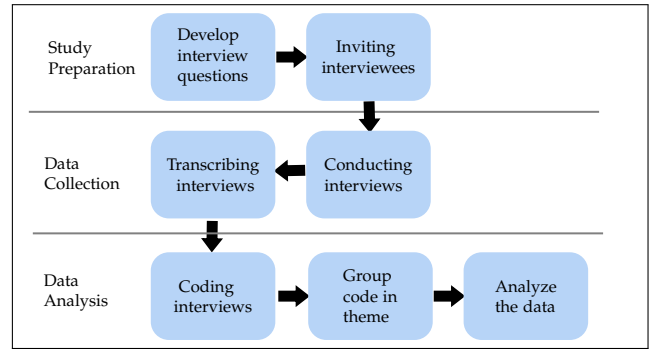 Study
Preparation
Develop
interview
questions
Inviting
interviewees
Data
Collection
Transcribing
interviews
Conducting
interviews
Data
Analysis
Coding
interviews
Group
code in
theme
Analyze
the data